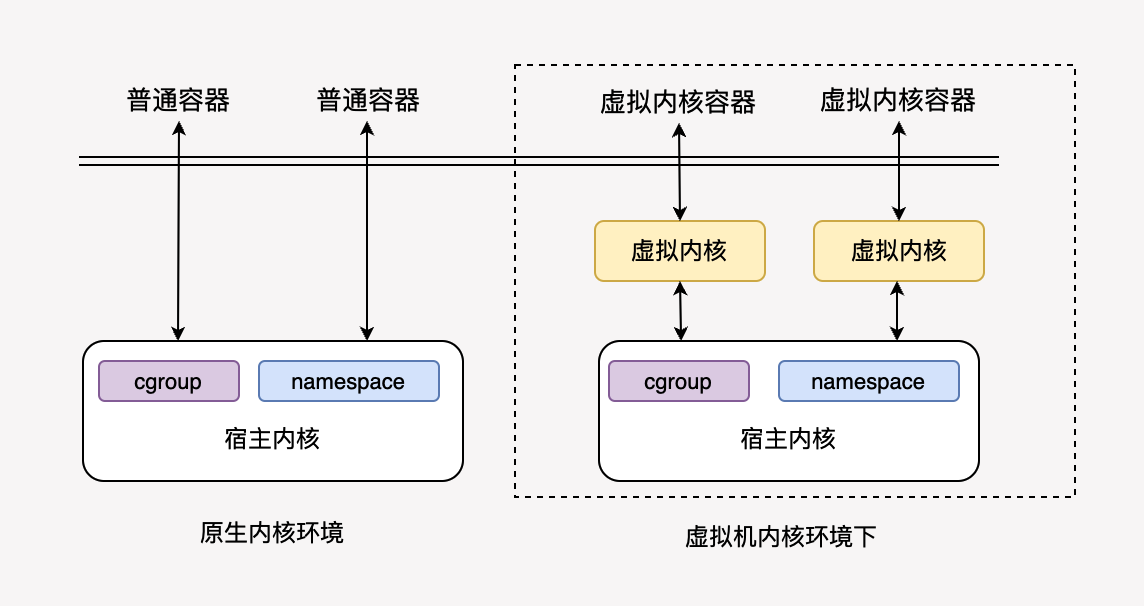 普通容器
普通容器
虚拟内核容器
虚拟内核容器
虚拟内核
虚拟内核
cgroup
namespace
宿主内核
cgroup
namespace
宿主内核
原生内核环境
虚拟机内核环境下